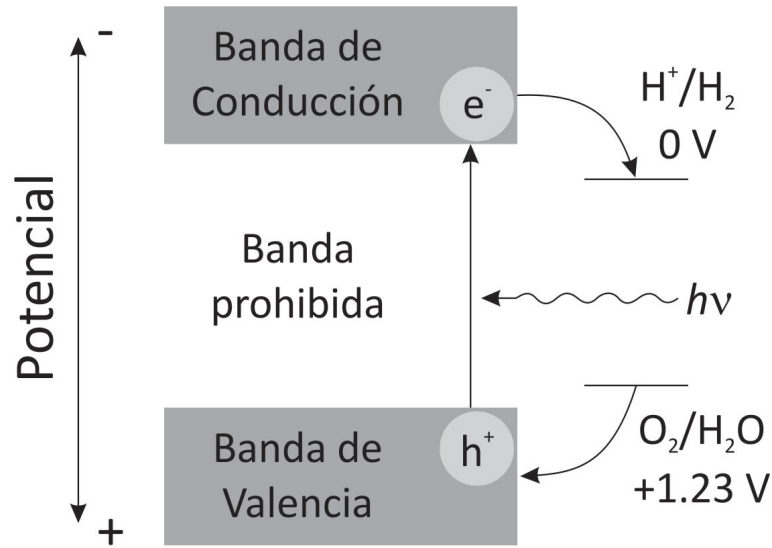 -
Banda de
Conducción
e⁻
H⁺/H₂
0 V
Potencial
Banda
prohibida
hν
Banda de
Valencia
h⁺
O₂/H₂O
+1.23 V
+